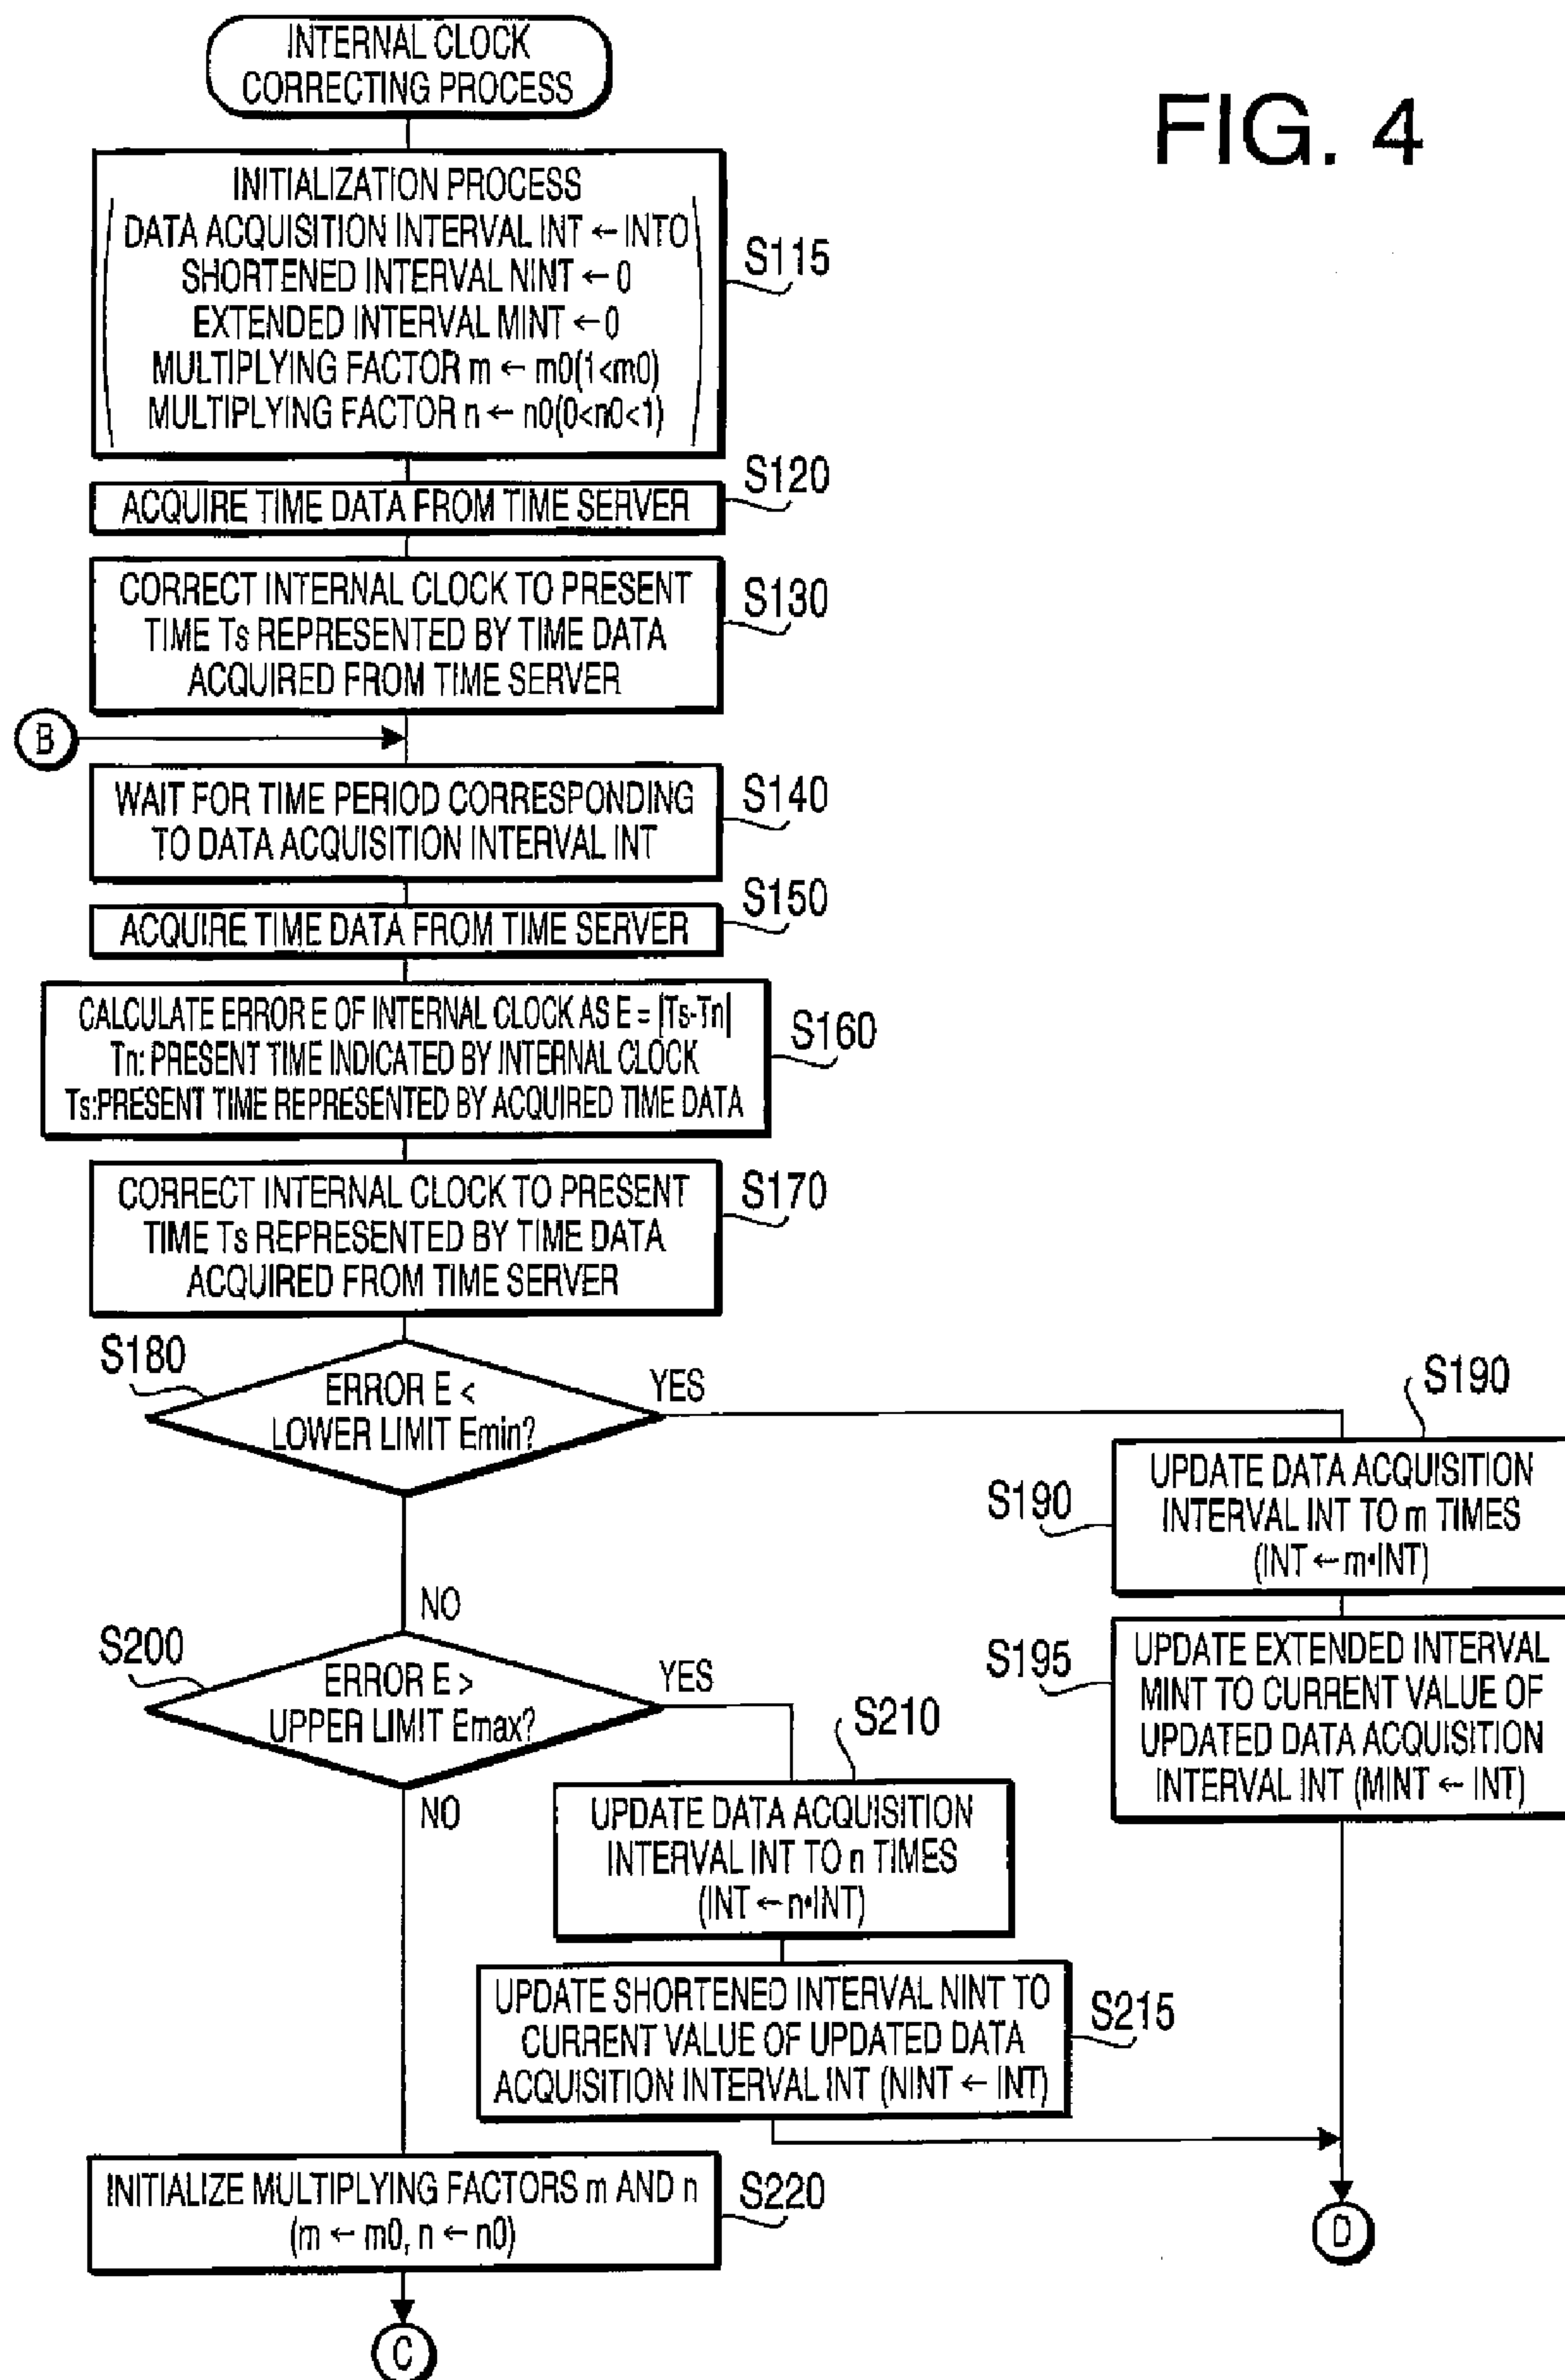 INTERNAL CLOCK
CORRECTING PROCESS
FIG. 4
INITIALIZATION PROCESS
DATA ACQUISITION INTERVAL INT ← INT0
SHORTENED INTERVAL NINT ← 0
EXTENDED INTERVAL MINT ← 0
MULTIPLYING FACTOR m ← m0(1<m0)
MULTIPLYING FACTOR n ← n0(0<n0<1)
S115
ACQUIRE TIME DATA FROM TIME SERVER
S120
CORRECT INTERNAL CLOCK TO PRESENT
TIME Ts REPRESENTED BY TIME DATA
ACQUIRED FROM TIME SERVER
S130
B
WAIT FOR TIME PERIOD CORRESPONDING
TO DATA ACQUISITION INTERVAL INT
S140
ACQUIRE TIME DATA FROM TIME SERVER
S150
CALCULATE ERROR E OF INTERNAL CLOCK AS E = |Ts-Tn|
Tn: PRESENT TIME INDICATED BY INTERNAL CLOCK
Ts:PRESENT TIME REPRESENTED BY ACQUIRED TIME DATA
S160
CORRECT INTERNAL CLOCK TO PRESENT
TIME Ts REPRESENTED BY TIME DATA
ACQUIRED FROM TIME SERVER
S170
S180
ERROR E <
LOWER LIMIT Emin?
YES
NO
S190
S190
UPDATE DATA ACQUISITION
INTERVAL INT TO m TIMES
(INT ← m•INT)
S195
UPDATE EXTENDED INTERVAL
MINT TO CURRENT VALUE OF
UPDATED DATA ACQUISITION
INTERVAL INT (MINT ← INT)
S200
ERROR E >
UPPER LIMIT Emax?
YES
NO
S210
UPDATE DATA ACQUISITION
INTERVAL INT TO n TIMES
(INT ← n•INT)
UPDATE SHORTENED INTERVAL NINT TO
CURRENT VALUE OF UPDATED DATA
ACQUISITION INTERVAL INT (NINT ← INT)
S215
INITIALIZE MULTIPLYING FACTORS m AND n
(m ← m0, n ← n0)
S220
D
C